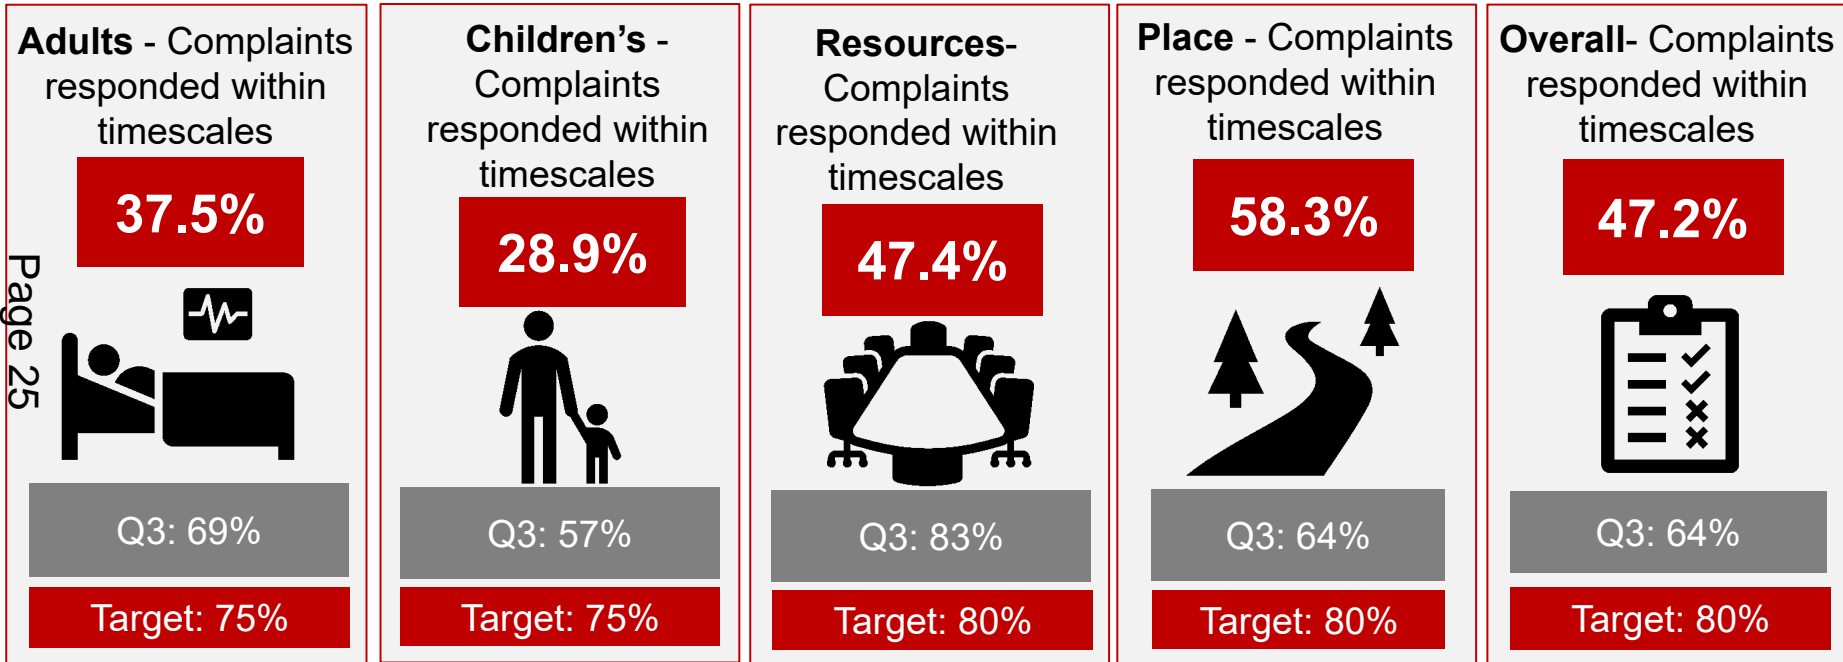 Adults - Complaints
responded within
timescales
37.5%
Q3: 69%
Target: 75%
Children’s -
Complaints
responded within
timescales
28.9%
Q3: 57%
Target: 75%
Resources-
Complaints
responded within
timescales
47.4%
Q3: 83%
Target: 80%
Place - Complaints
responded within
timescales
58.3%
Q3: 64%
Target: 80%
Overall- Complaints
responded within
timescales
47.2%
Q3: 64%
Target: 80%
Page 25